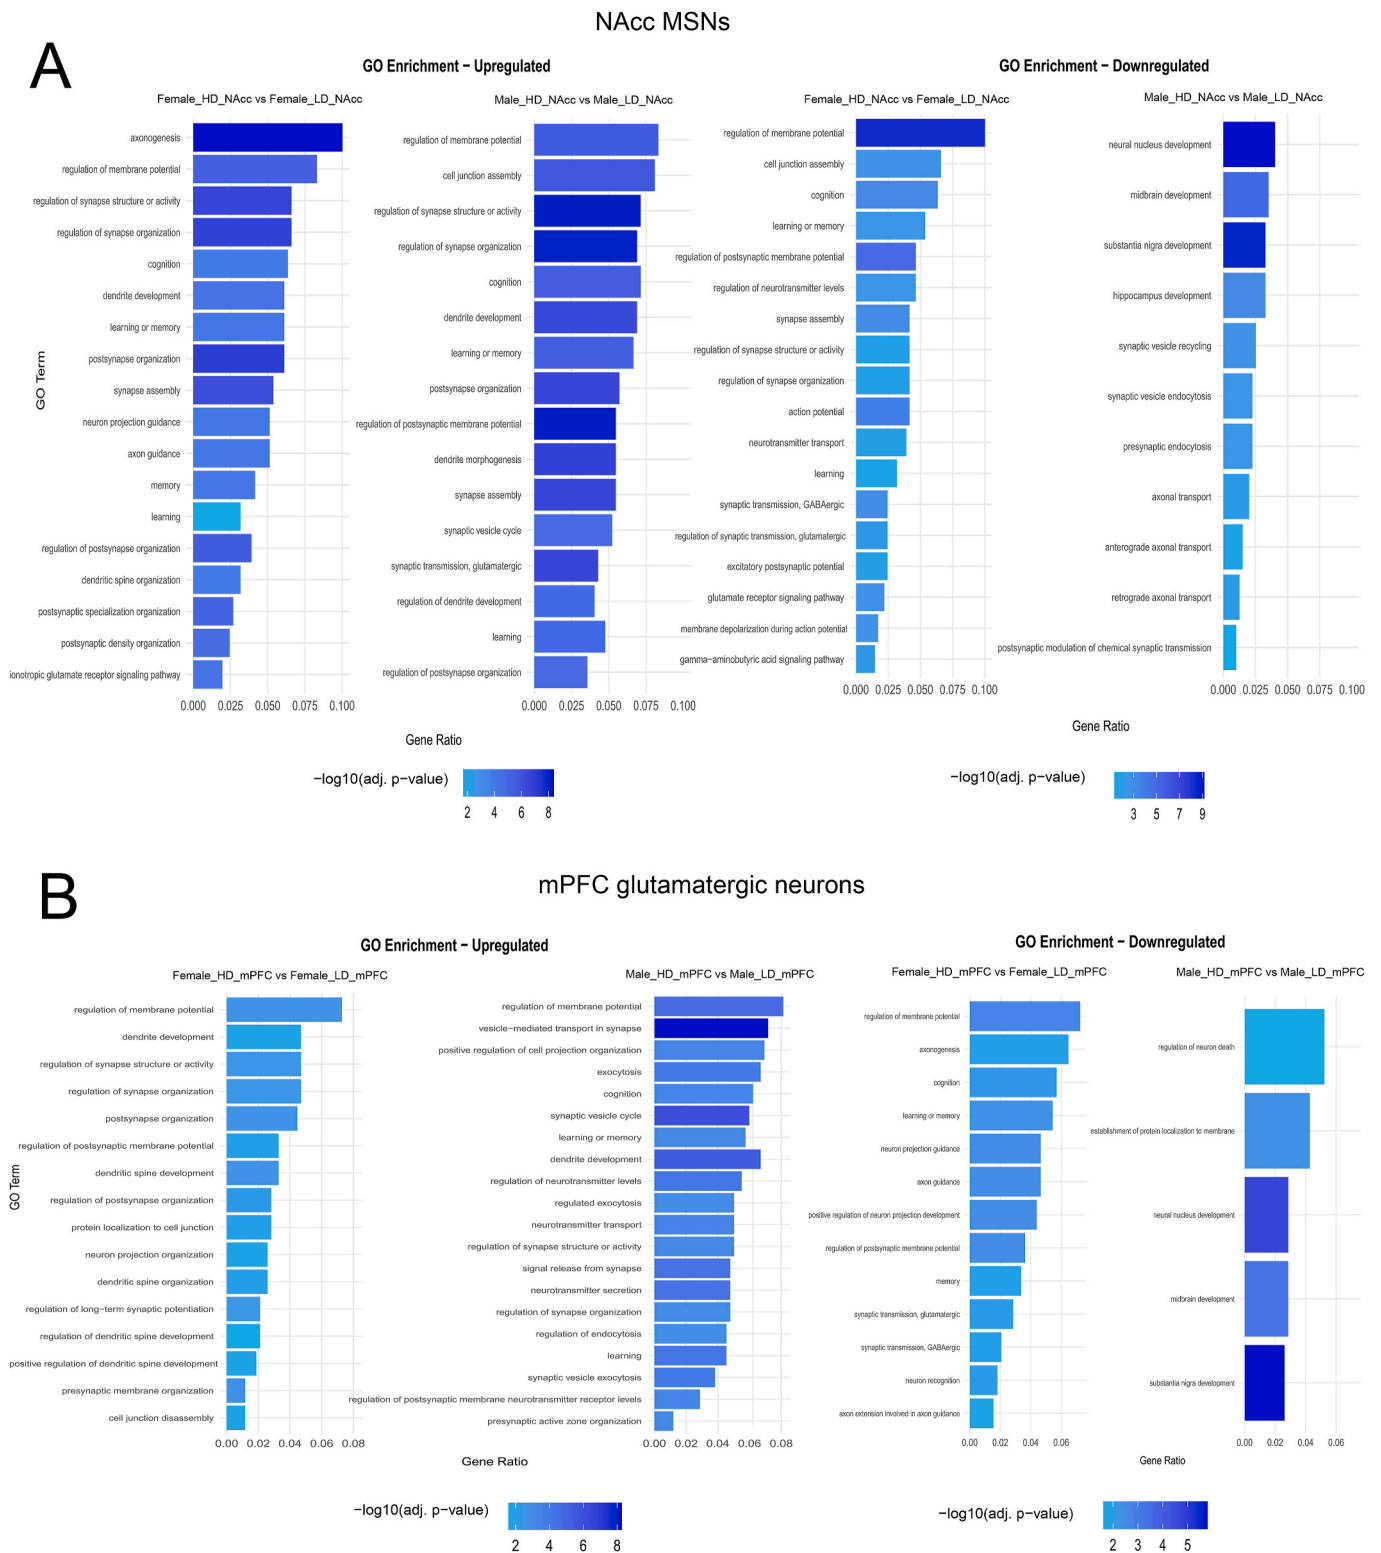 NAcc MSNs
A
GO Enrichment − Upregulated
GO Enrichment − Downregulated
Female_HD_NAcc vs Female_LD_NAcc
Male_HD_NAcc vs Male_LD_NAcc
Female_HD_NAcc vs Female_LD_NAcc
Male_HD_NAcc vs Male_LD_NAcc
GO Term
axonogenesis
regulation of membrane potential
regulation of synapse structure or activity
regulation of synapse organization
cognition
dendrite development
learning or memory
postsynapse organization
synapse assembly
neuron projection guidance
axon guidance
memory
learning
regulation of postsynapse organization
dendritic spine organization
postsynaptic specialization organization
postsynaptic density organization
ionotropic glutamate receptor signaling pathway
0.000 0.025 0.050 0.075 0.100
regulation of membrane potential
cell junction assembly
regulation of synapse structure or activity
regulation of synapse organization
cognition
dendrite development
learning or memory
postsynapse organization
regulation of postsynaptic membrane potential
dendrite morphogenesis
synapse assembly
synaptic vesicle cycle
synaptic transmission, glutamatergic
regulation of dendrite development
learning
regulation of postsynapse organization
0.000 0.025 0.050 0.075 0.100
Gene Ratio
−log10(adj. p−value)
2 4 6 8
regulation of membrane potential
cell junction assembly
cognition
learning or memory
regulation of postsynaptic membrane potential
regulation of neurotransmitter levels
synapse assembly
regulation of synapse structure or activity
regulation of synapse organization
action potential
neurotransmitter transport
learning
synaptic transmission, GABAergic
regulation of synaptic transmission, glutamatergic
excitatory postsynaptic potential
glutamate receptor signaling pathway
membrane depolarization during action potential
gamma−aminobutyric acid signaling pathway
0.000 0.025 0.050 0.075 0.100
neural nucleus development
midbrain development
substantia nigra development
hippocampus development
synaptic vesicle recycling
synaptic vesicle endocytosis
presynaptic endocytosis
axonal transport
anterograde axonal transport
retrograde axonal transport
postsynaptic modulation of chemical synaptic transmission
0.000 0.025 0.050 0.075 0.100
Gene Ratio
−log10(adj. p−value)
3 5 7 9
B
mPFC glutamatergic neurons
GO Enrichment − Upregulated
GO Enrichment − Downregulated
Female_HD_mPFC vs Female_LD_mPFC
Male_HD_mPFC vs Male_LD_mPFC
Female_HD_mPFC vs Female_LD_mPFC
Male_HD_mPFC vs Male_LD_mPFC
GO Term
regulation of membrane potential
dendrite development
regulation of synapse structure or activity
regulation of synapse organization
postsynapse organization
regulation of postsynaptic membrane potential
dendritic spine development
regulation of postsynapse organization
protein localization to cell junction
neuron projection organization
dendritic spine organization
regulation of long−term synaptic potentiation
regulation of dendritic spine development
positive regulation of dendritic spine development
presynaptic membrane organization
cell junction disassembly
0.00 0.02 0.04 0.06 0.08
regulation of membrane potential
vesicle−mediated transport in synapse
positive regulation of cell projection organization
exocytosis
cognition
synaptic vesicle cycle
learning or memory
dendrite development
regulation of neurotransmitter levels
regulated exocytosis
neurotransmitter transport
regulation of synapse structure or activity
signal release from synapse
neurotransmitter secretion
regulation of synapse organization
regulation of endocytosis
learning
synaptic vesicle exocytosis
regulation of postsynaptic membrane neurotransmitter receptor levels
presynaptic active zone organization
0.00 0.02 0.04 0.06 0.08
Gene Ratio
−log10(adj. p−value)
2 4 6 8
regulation of membrane potential
axonogenesis
cognition
learning or memory
neuron projection guidance
axon guidance
positive regulation of neuron projection development
regulation of postsynaptic membrane potential
memory
synaptic transmission, glutamatergic
synaptic transmission, GABAergic
neuron recognition
axon extension involved in axon guidance
0.00 0.02 0.04 0.06
regulation of neuron death
establishment of protein localization to membrane
neural nucleus development
midbrain development
substantia nigra development
0.00 0.02 0.04 0.06
Gene Ratio
−log10(adj. p−value)
2 3 4 5